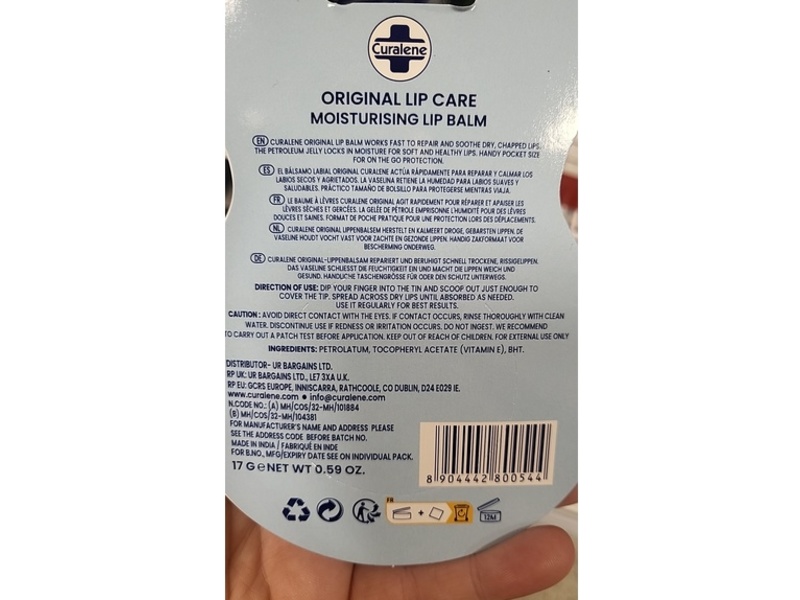 Curalene
ORIGINAL LIP CARE
MOISTURISING LIP BALM
EN CURALENE ORIGINAL LIP BALM WORKS FAST TO REPAIR AND SOOTHE DRY, CHAPPED LIPS.
THE PETROLEUM JELLY LOCKS IN MOISTURE FOR SOFT AND HEALTHY LIPS. HANDY POCKET SIZE
FOR ON THE GO PROTECTION.
ES EL BÁLSAMO LABIAL ORIGINAL CURALENE ACTÚA RÁPIDAMENTE PARA REPARAR Y CALMAR LOS
LABIOS SECOS Y AGRIETADOS. LA VASELINA RETIENE LA HUMEDAD PARA LABIOS SUAVES Y
SALUDABLES. PRÁCTICO TAMAÑO DE BOLSILLO PARA PROTEGERSE MIENTRAS VIAJA.
FR LE BAUME À LÈVRES CURALENE ORIGINAL AGIT RAPIDEMENT POUR RÉPARER ET APAISER LES
LÈVRES SÈCHES ET GERCÉES. LA GELÉE DE PÉTROLE EMPRISONNE L'HUMIDITÉ POUR DES LÈVRES
DOUCES ET SAINES. FORMAT DE POCHE PRATIQUE POUR UNE PROTECTION LORS DES DÉPLACEMENTS.
NL CURALENE ORIGINAL LIPPENBALSEM HERSTELT EN KALMEERT DROGE, GEBARSTEN LIPPEN. DE
VASELINE HOUDT VOCHT VAST VOOR ZACHTE EN GEZONDE LIPPEN. HANDIG ZAKFORMAAT VOOR
BESCHERMING ONDERWEG.
DE CURALENE ORIGINAL-LIPPENBALSAM REPARIERT UND BERUHIGT SCHNELL TROCKENE, RISSIGELIPPEN.
DAS VASELINE SCHLIESST DIE FEUCHTIGKEIT EIN UND MACHT DIE LIPPEN WEICH UND
GESUND. HANDLICHE TASCHENGRÖSSE FÜR ODER DEN SCHUTZ UNTERWEGS.
DIRECTION OF USE: DIP YOUR FINGER INTO THE TIN AND SCOOP OUT JUST ENOUGH TO
COVER THE TIP. SPREAD ACROSS DRY LIPS UNTIL ABSORBED AS NEEDED.
USE IT REGULARLY FOR BEST RESULTS.
CAUTION : AVOID DIRECT CONTACT WITH THE EYES. IF CONTACT OCCURS, RINSE THOROUGHLY WITH CLEAN
WATER. DISCONTINUE USE IF REDNESS OR IRRITATION OCCURS. DO NOT INGEST. WE RECOMMEND
TO CARRY OUT A PATCH TEST BEFORE APPLICATION. KEEP OUT OF REACH OF CHILDREN. FOR EXTERNAL USE ONLY
INGREDIENTS: PETROLATUM, TOCOPHERYL ACETATE (VITAMIN E), BHT.
DISTRIBUTOR- UR BARGAINS LTD.
RP UK: UR BARGAINS LTD., LE7 3XA U.K.
RP EU: GCRS EUROPE, INNISCARRA, RATHCOOLE, CO DUBLIN, D24 E029 IE.
www.curalene.com • info@curalene.com
N.CODE NO.: (A) MH/COS/32-MH/101884
(B) MH/COS/32-MH/104381
FOR MANUFACTURER'S NAME AND ADDRESS PLEASE
SEE THE ADDRESS CODE BEFORE BATCH NO.
MADE IN INDIA / FABRIQUÉ EN INDE
FOR B.NO., MFG/EXPIRY DATE SEE ON INDIVIDUAL PACK.
17 G e NET WT 0.59 OZ.
8 904442 800544
FR
+
12M